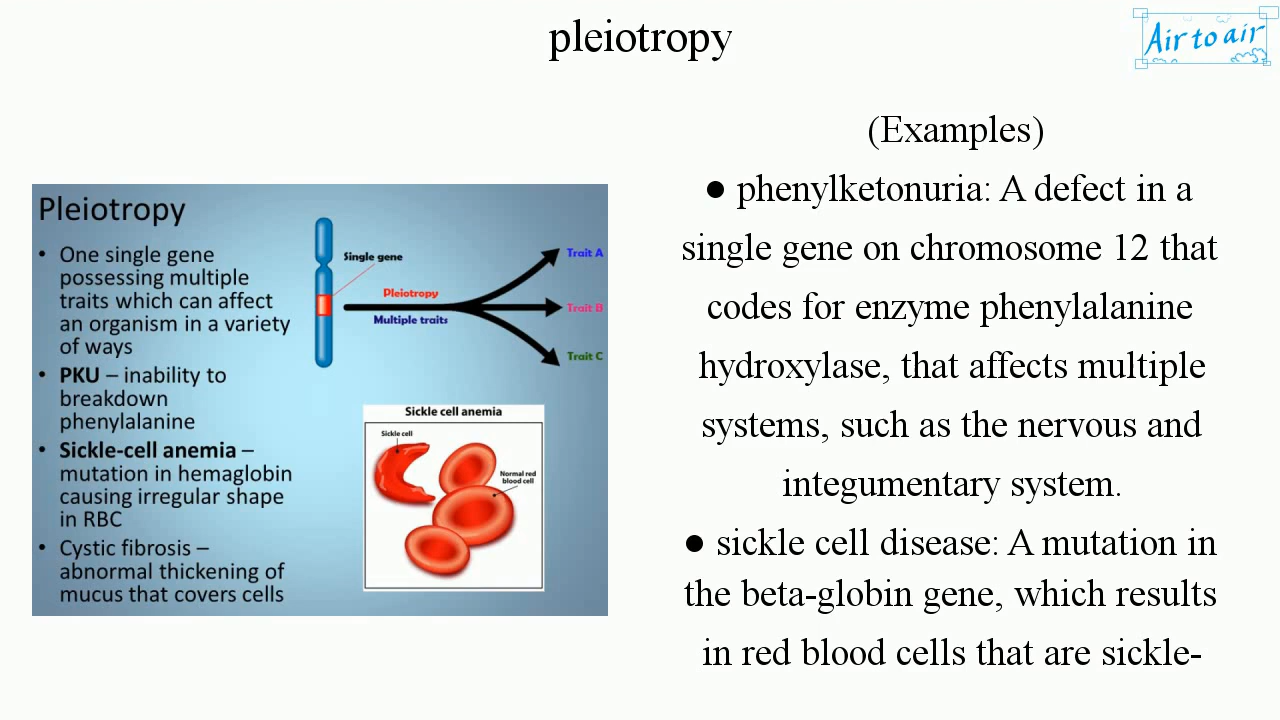 pleiotropy
Air to air
Pleiotropy
• One single gene
possessing multiple
traits which can affect
an organism in a variety
of ways
• PKU – inability to
breakdown
phenylalanine
• Sickle-cell anemia –
mutation in hemaglobin
causing irregular shape
in RBC
• Cystic fibrosis –
abnormal thickening of
mucus that covers cells
Single gene
Pleiotropy
Multiple traits
Trait A
Trait B
Trait C
Sickle cell anemia
Sickle cell
Normal red
blood cell
(Examples)
● phenylketonuria: A defect in a
single gene on chromosome 12 that
codes for enzyme phenylalanine
hydroxylase, that affects multiple
systems, such as the nervous and
integumentary system.
● sickle cell disease: A mutation in
the beta-globin gene, which results
in red blood cells that are sickle-